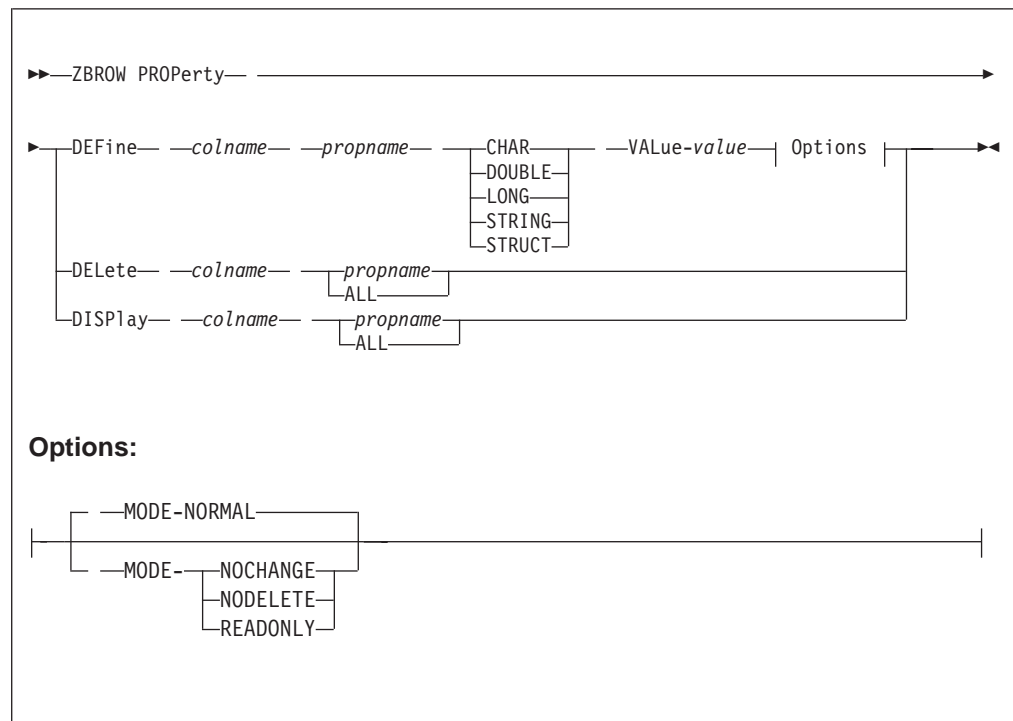 ZBROW PROPerty
DEFine colname propname CHAR VALue-value Options
DOUBLE
LONG
STRING
STRUCT
DELete colname propname
ALL
DISPlay colname propname
ALL
Options:
MODE-NORMAL
MODE- NOCHANGE
NODELETE
READONLY